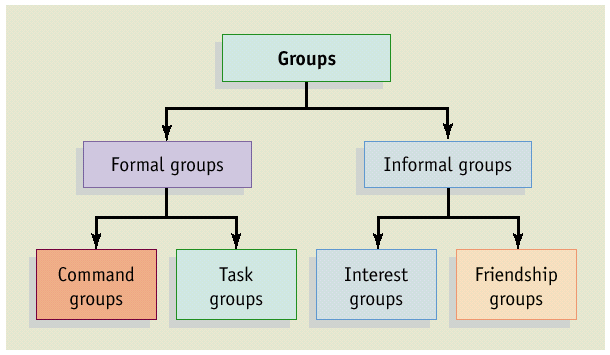 Groups
Formal groups
Informal groups
Command
groups
Task
groups
Interest
groups
Friendship
groups